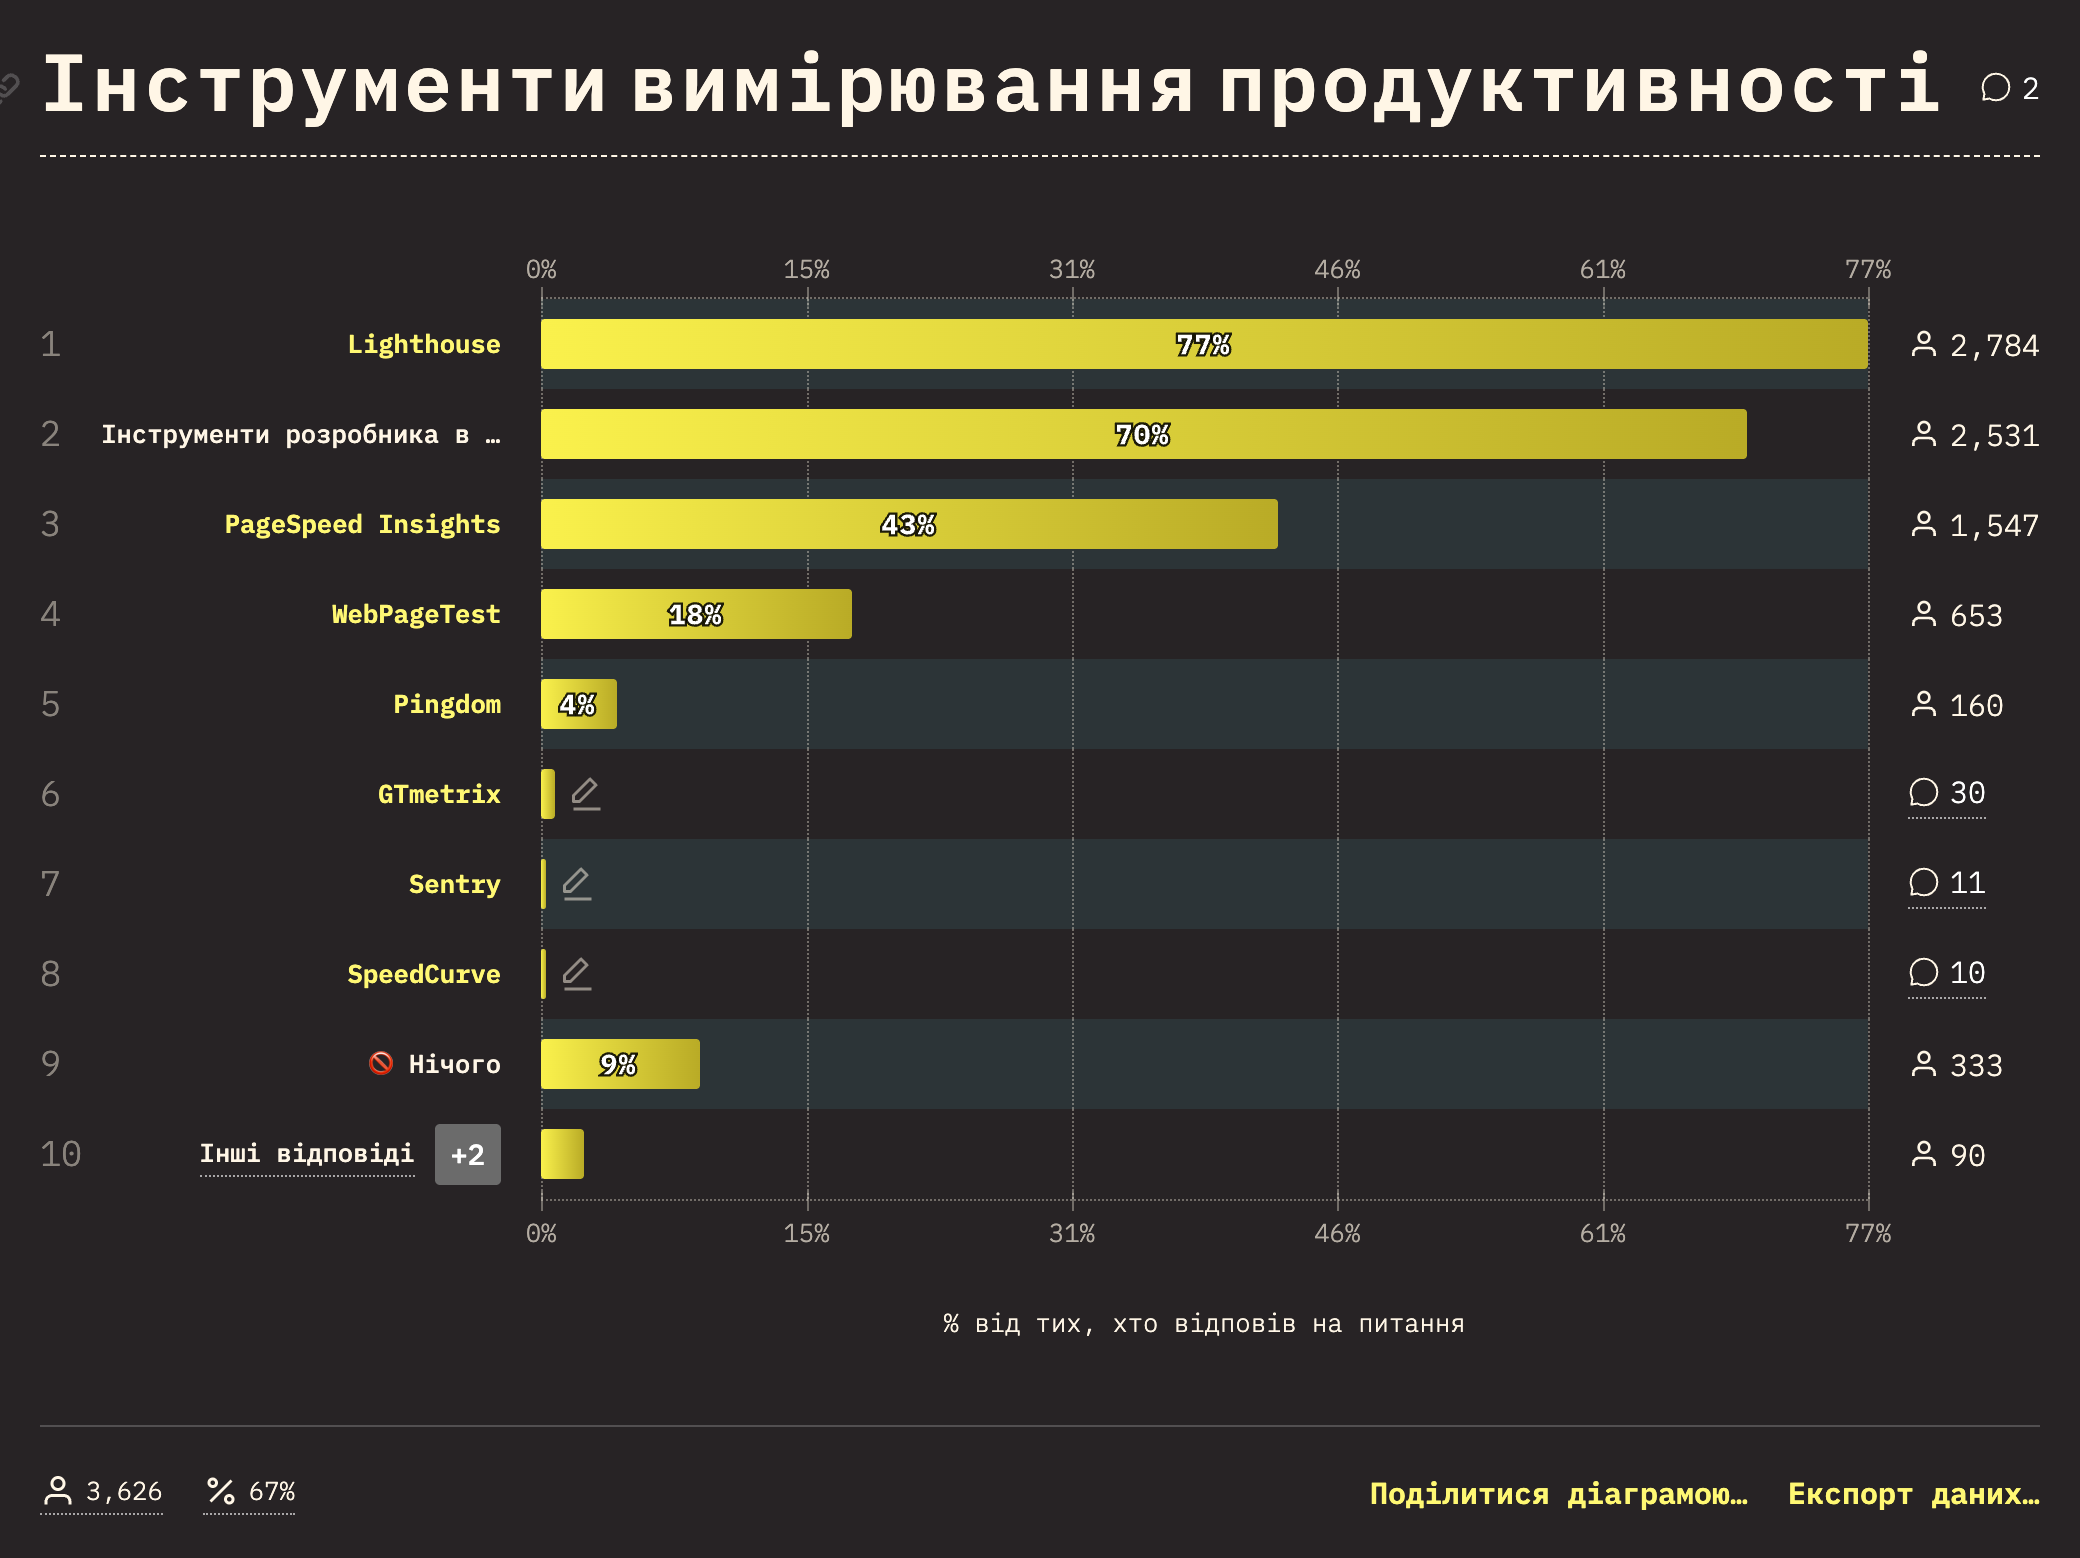 Інструменти вимірювання продуктивності 2
0% 15% 31% 46% 61% 77%
1 Lighthouse 77% 2,784
2 Інструменти розробника в … 70% 2,531
3 PageSpeed Insights 43% 1,547
4 WebPageTest 18% 653
5 Pingdom 4% 160
6 GTmetrix 30
7 Sentry 11
8 SpeedCurve 10
9 Нічого 9% 333
10 Інші відповіді +2 90
0% 15% 31% 46% 61% 77%
% від тих, хто відповів на питання
3,626 67% Поділитися діаграмою… Експорт даних…